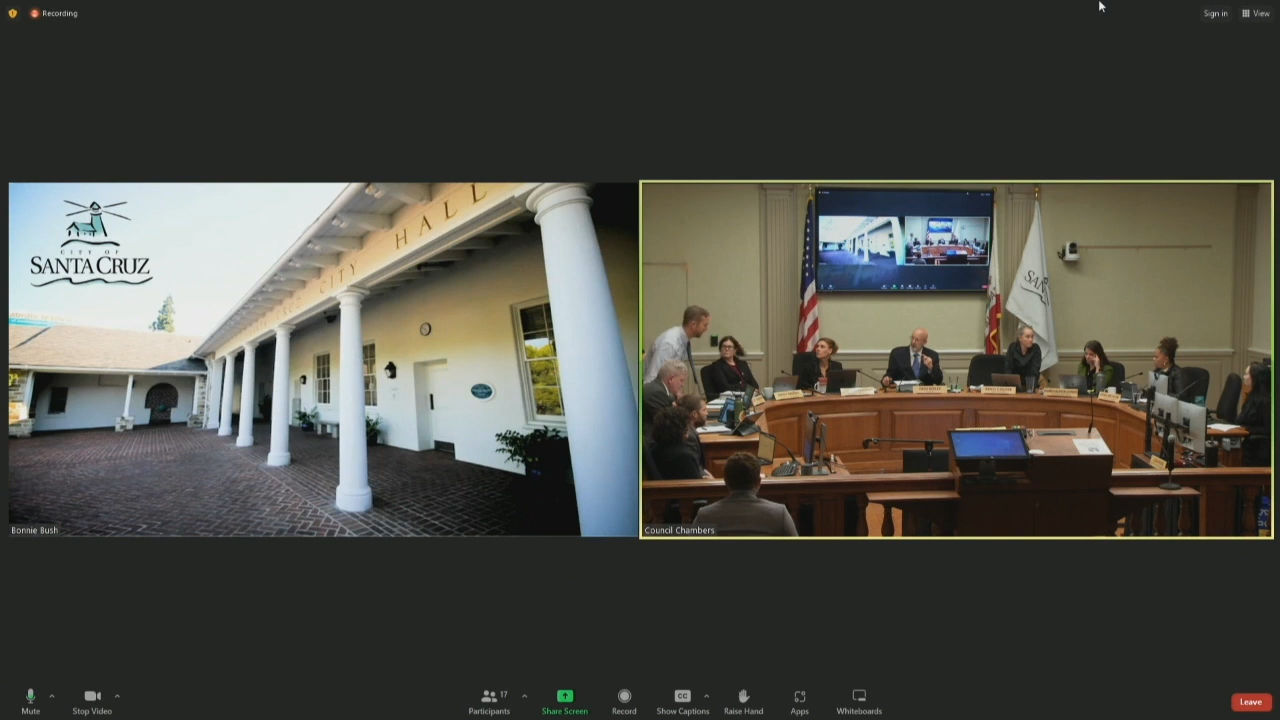 Recording
Sign in
View
CITY OF
SANTA CRUZ
CITY HALL
Bonnie Bush
Council Chambers
Mute
Stop Video
Participants
17
Share Screen
Record
CC
Show Captions
Raise Hand
Apps
Whiteboards
Leave